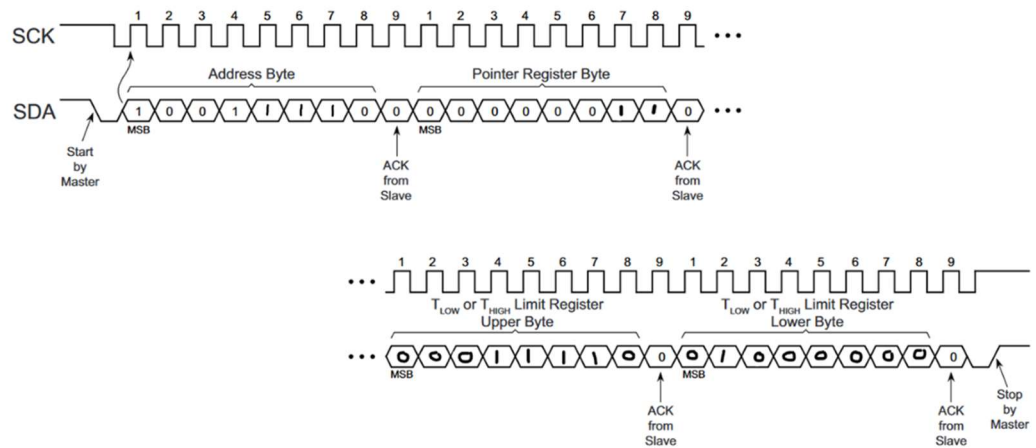 1 2 3 4 5 6 7 8 9 1 2 3 4 5 6 7 8 9
SCK
Address Byte Pointer Register Byte
SDA 1 0 0 1 1 1 1 0 0 0 0 0 0 0 0 1 1 0
MSB MSB
Start
by
Master
ACK
from
Slave
ACK
from
Slave
1 2 3 4 5 6 7 8 9 1 2 3 4 5 6 7 8 9
TLOW or THIGH Limit Register TLOW or THIGH Limit Register
Upper Byte Lower Byte
0 0 0 1 1 1 1 0 0 0 1 0 0 0 0 0 0 0
MSB MSB
ACK
from
Slave
ACK
from
Slave
Stop
by
Master